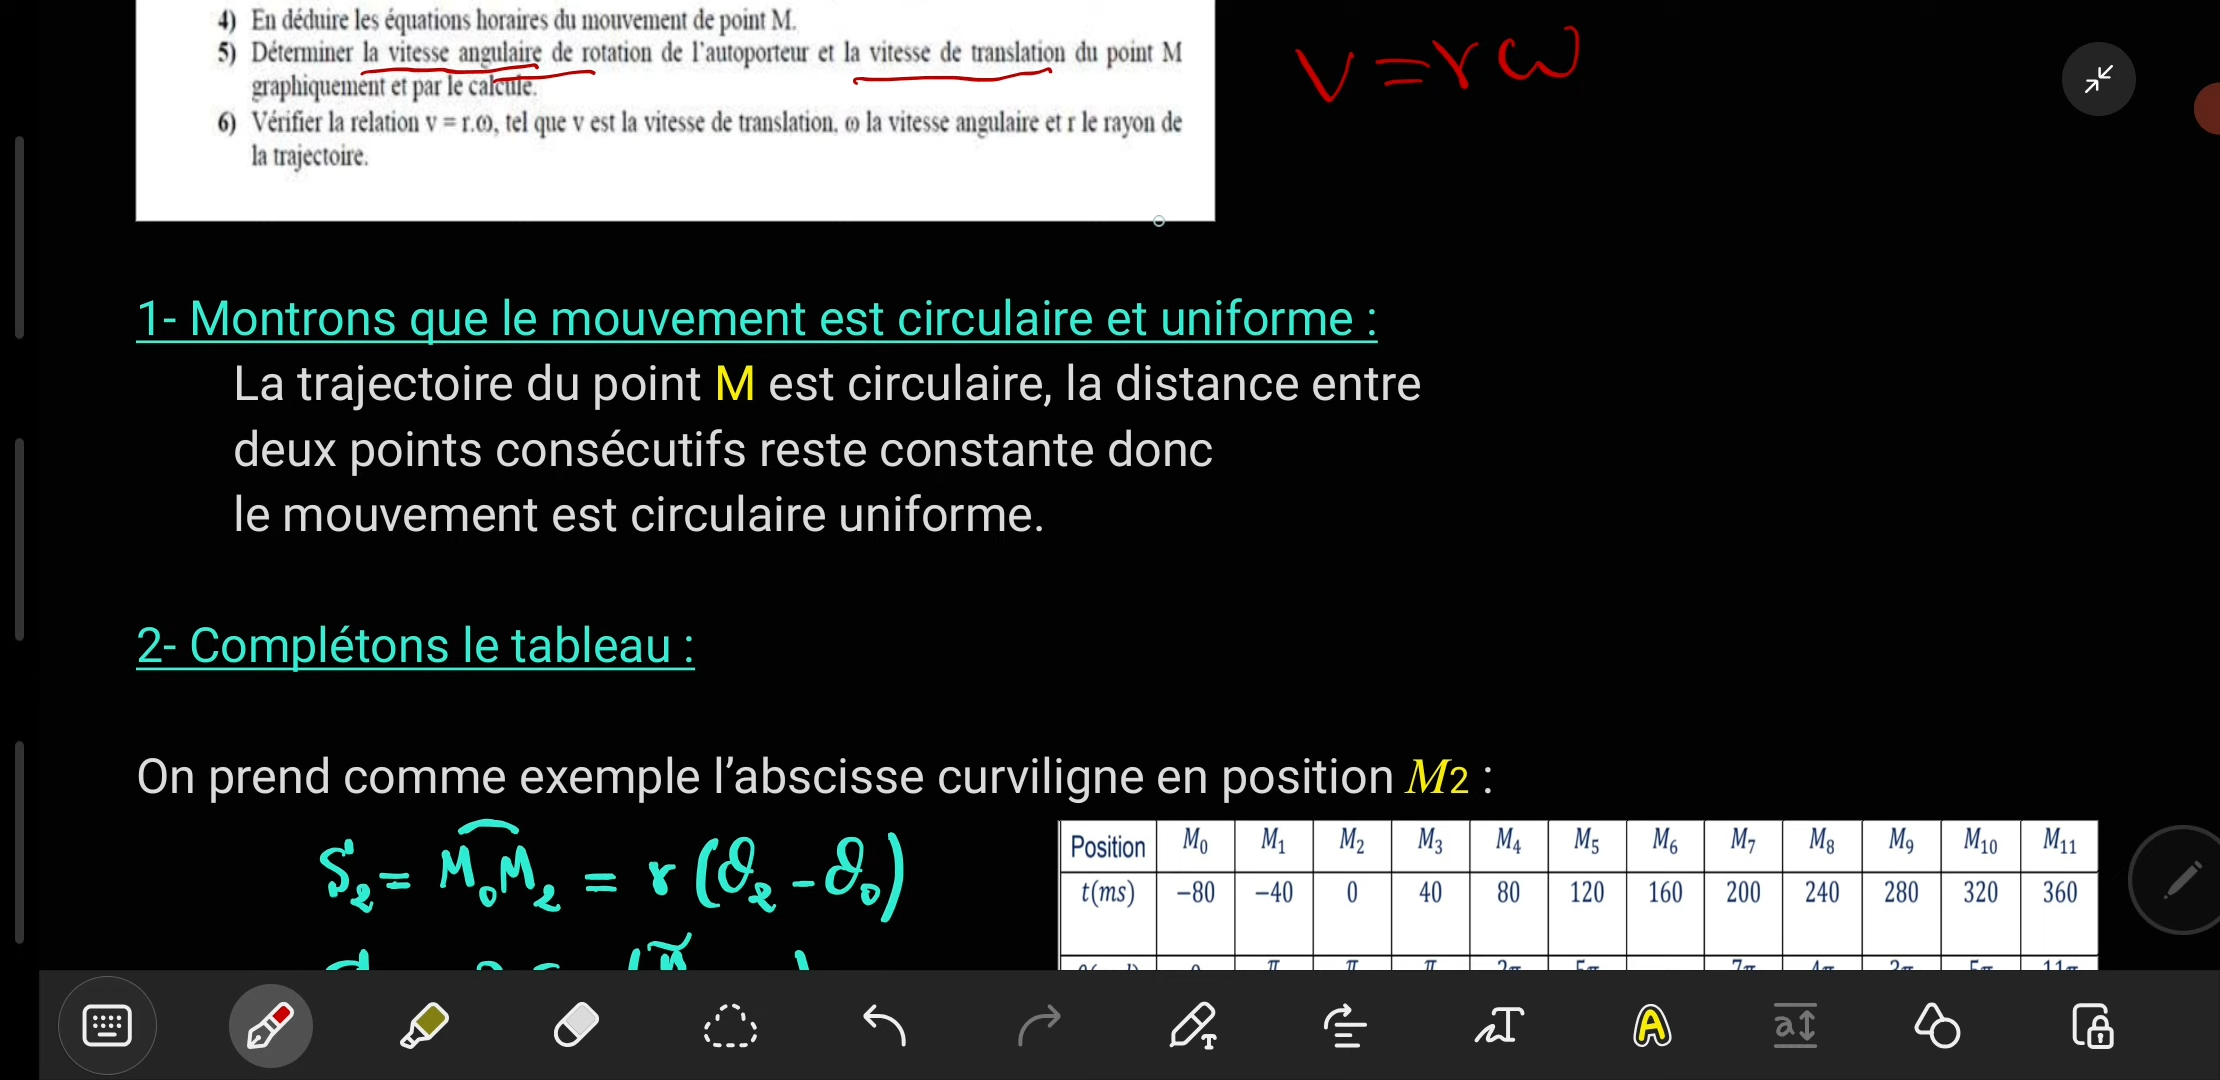 4) En déduire les équations horaires du mouvement de point M.
5) Déterminer la vitesse angulaire de rotation de l'autoporteur et la vitesse de translation du point M
graphiquement et par le calcule.
6) Vérifier la relation v = r.ω, tel que v est la vitesse de translation, ω la vitesse angulaire et r le rayon de
la trajectoire.
V = r ω
1- Montrons que le mouvement est circulaire et uniforme :
La trajectoire du point M est circulaire, la distance entre
deux points consécutifs reste constante donc
le mouvement est circulaire uniforme.
2- Complétons le tableau :
On prend comme exemple l'abscisse curviligne en position M2 :
S₂ = M₀M₂ = r (θ₂ - θ₀)
Position M₀ M₁ M₂ M₃ M₄ M₅ M₆ M₇ M₈ M₉ M₁₀ M₁₁
t(ms) −80 −40 0 40 80 120 160 200 240 280 320 360